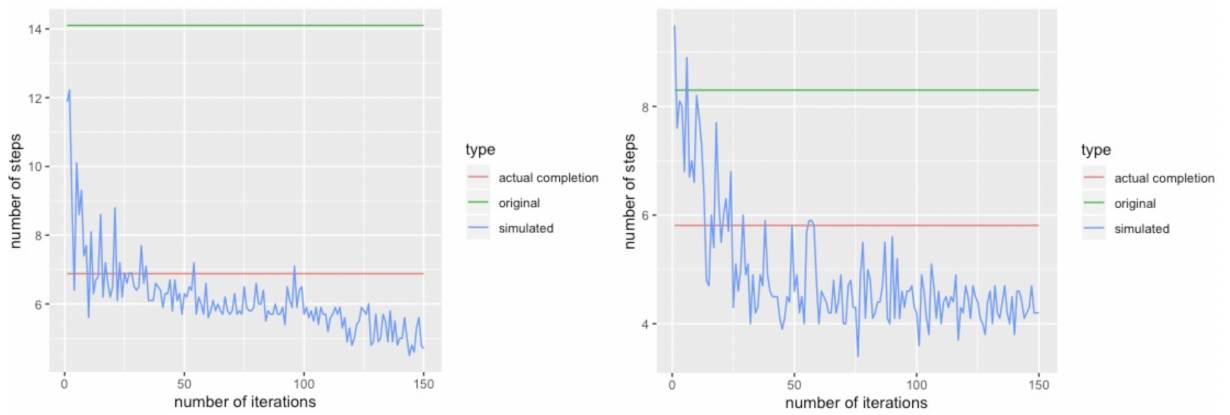 14
12
10
8
6
number of steps
0
50
100
150
number of iterations
type
actual completion
original
simulated
8
6
4
number of steps
0
50
100
150
number of iterations
type
actual completion
original
simulated